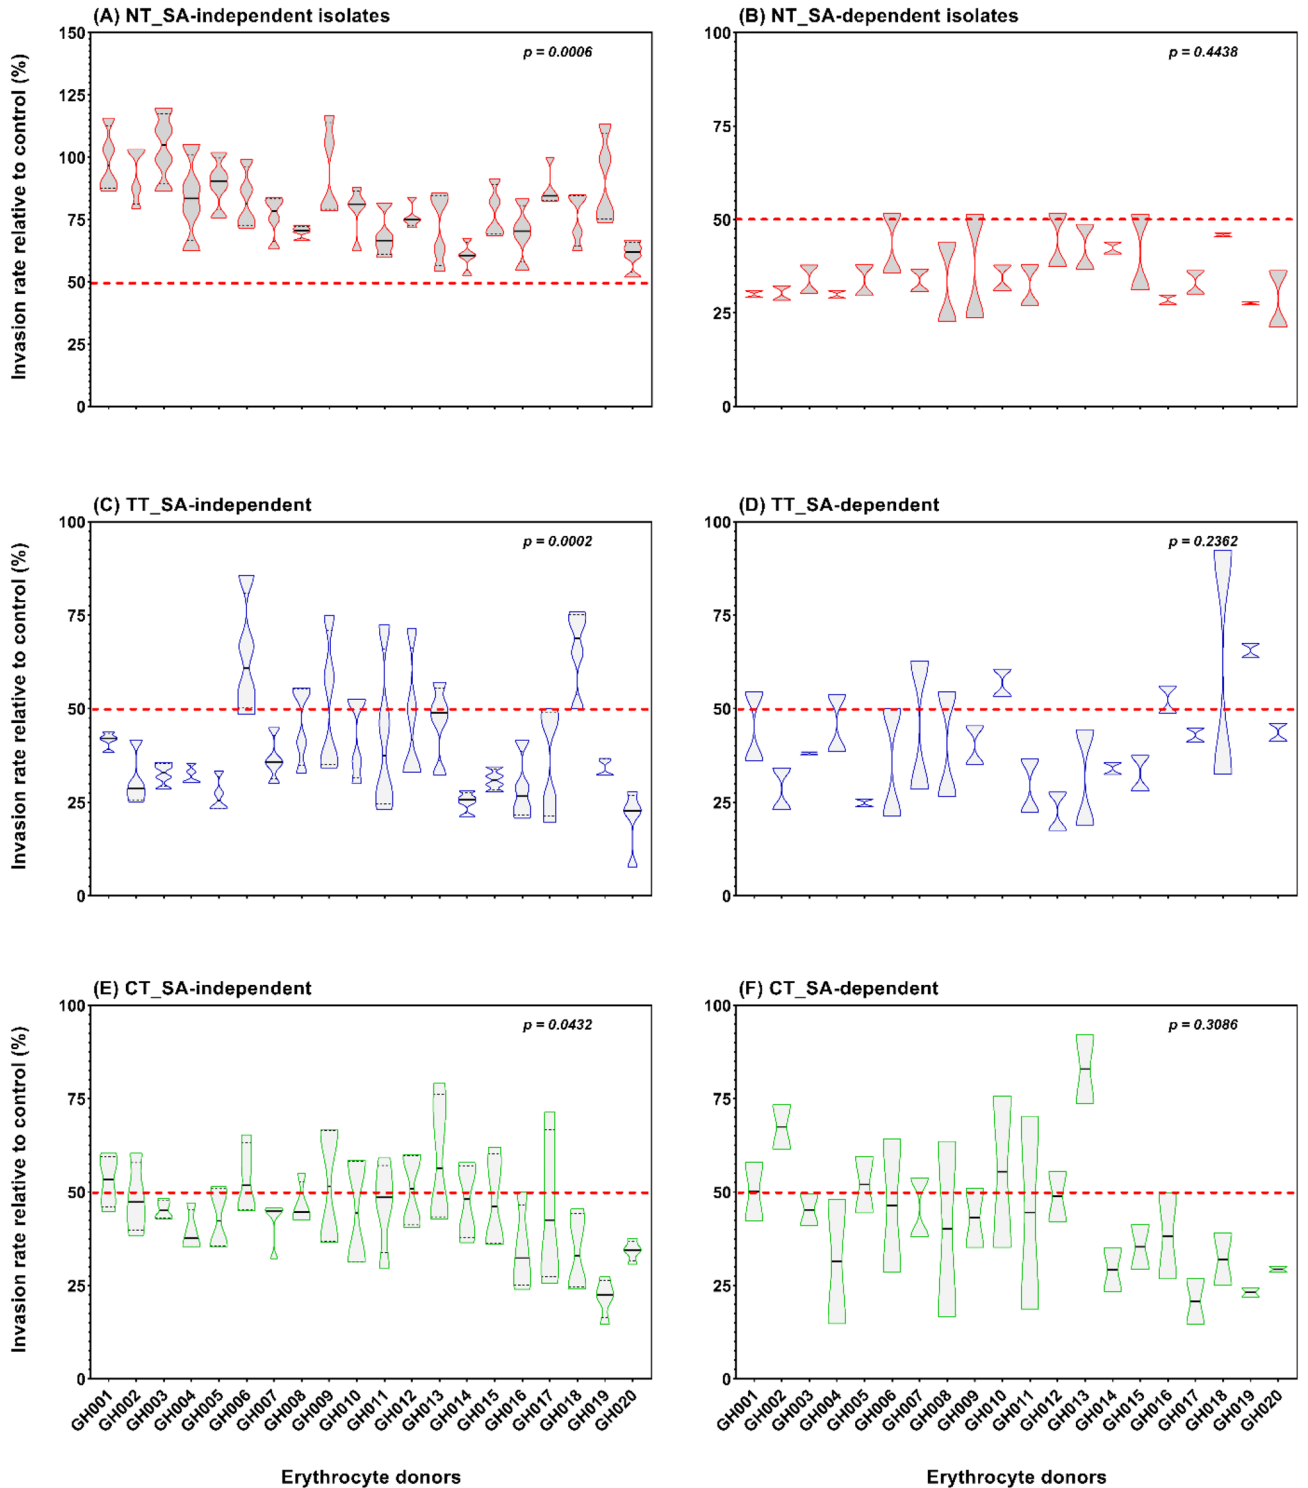 (A) NT_SA-independent isolates
p = 0.0006
Invasion rate relative to control (%)
150
125
100
75
50
25
0
(B) NT_SA-dependent isolates
p = 0.4438
100
75
50
25
0
(C) TT_SA-independent
p = 0.0002
Invasion rate relative to control (%)
100
75
50
25
0
(D) TT_SA-dependent
p = 0.2362
100
75
50
25
0
(E) CT_SA-independent
p = 0.0432
Invasion rate relative to control (%)
100
75
50
25
0
GH001
GH002
GH003
GH004
GH005
GH006
GH007
GH008
GH009
GH010
GH011
GH012
GH013
GH014
GH015
GH016
GH017
GH018
GH019
GH020
Erythrocyte donors
(F) CT_SA-dependent
p = 0.3086
100
75
50
25
0
GH001
GH002
GH003
GH004
GH005
GH006
GH007
GH008
GH009
GH010
GH011
GH012
GH013
GH014
GH015
GH016
GH017
GH018
GH019
GH020
Erythrocyte donors